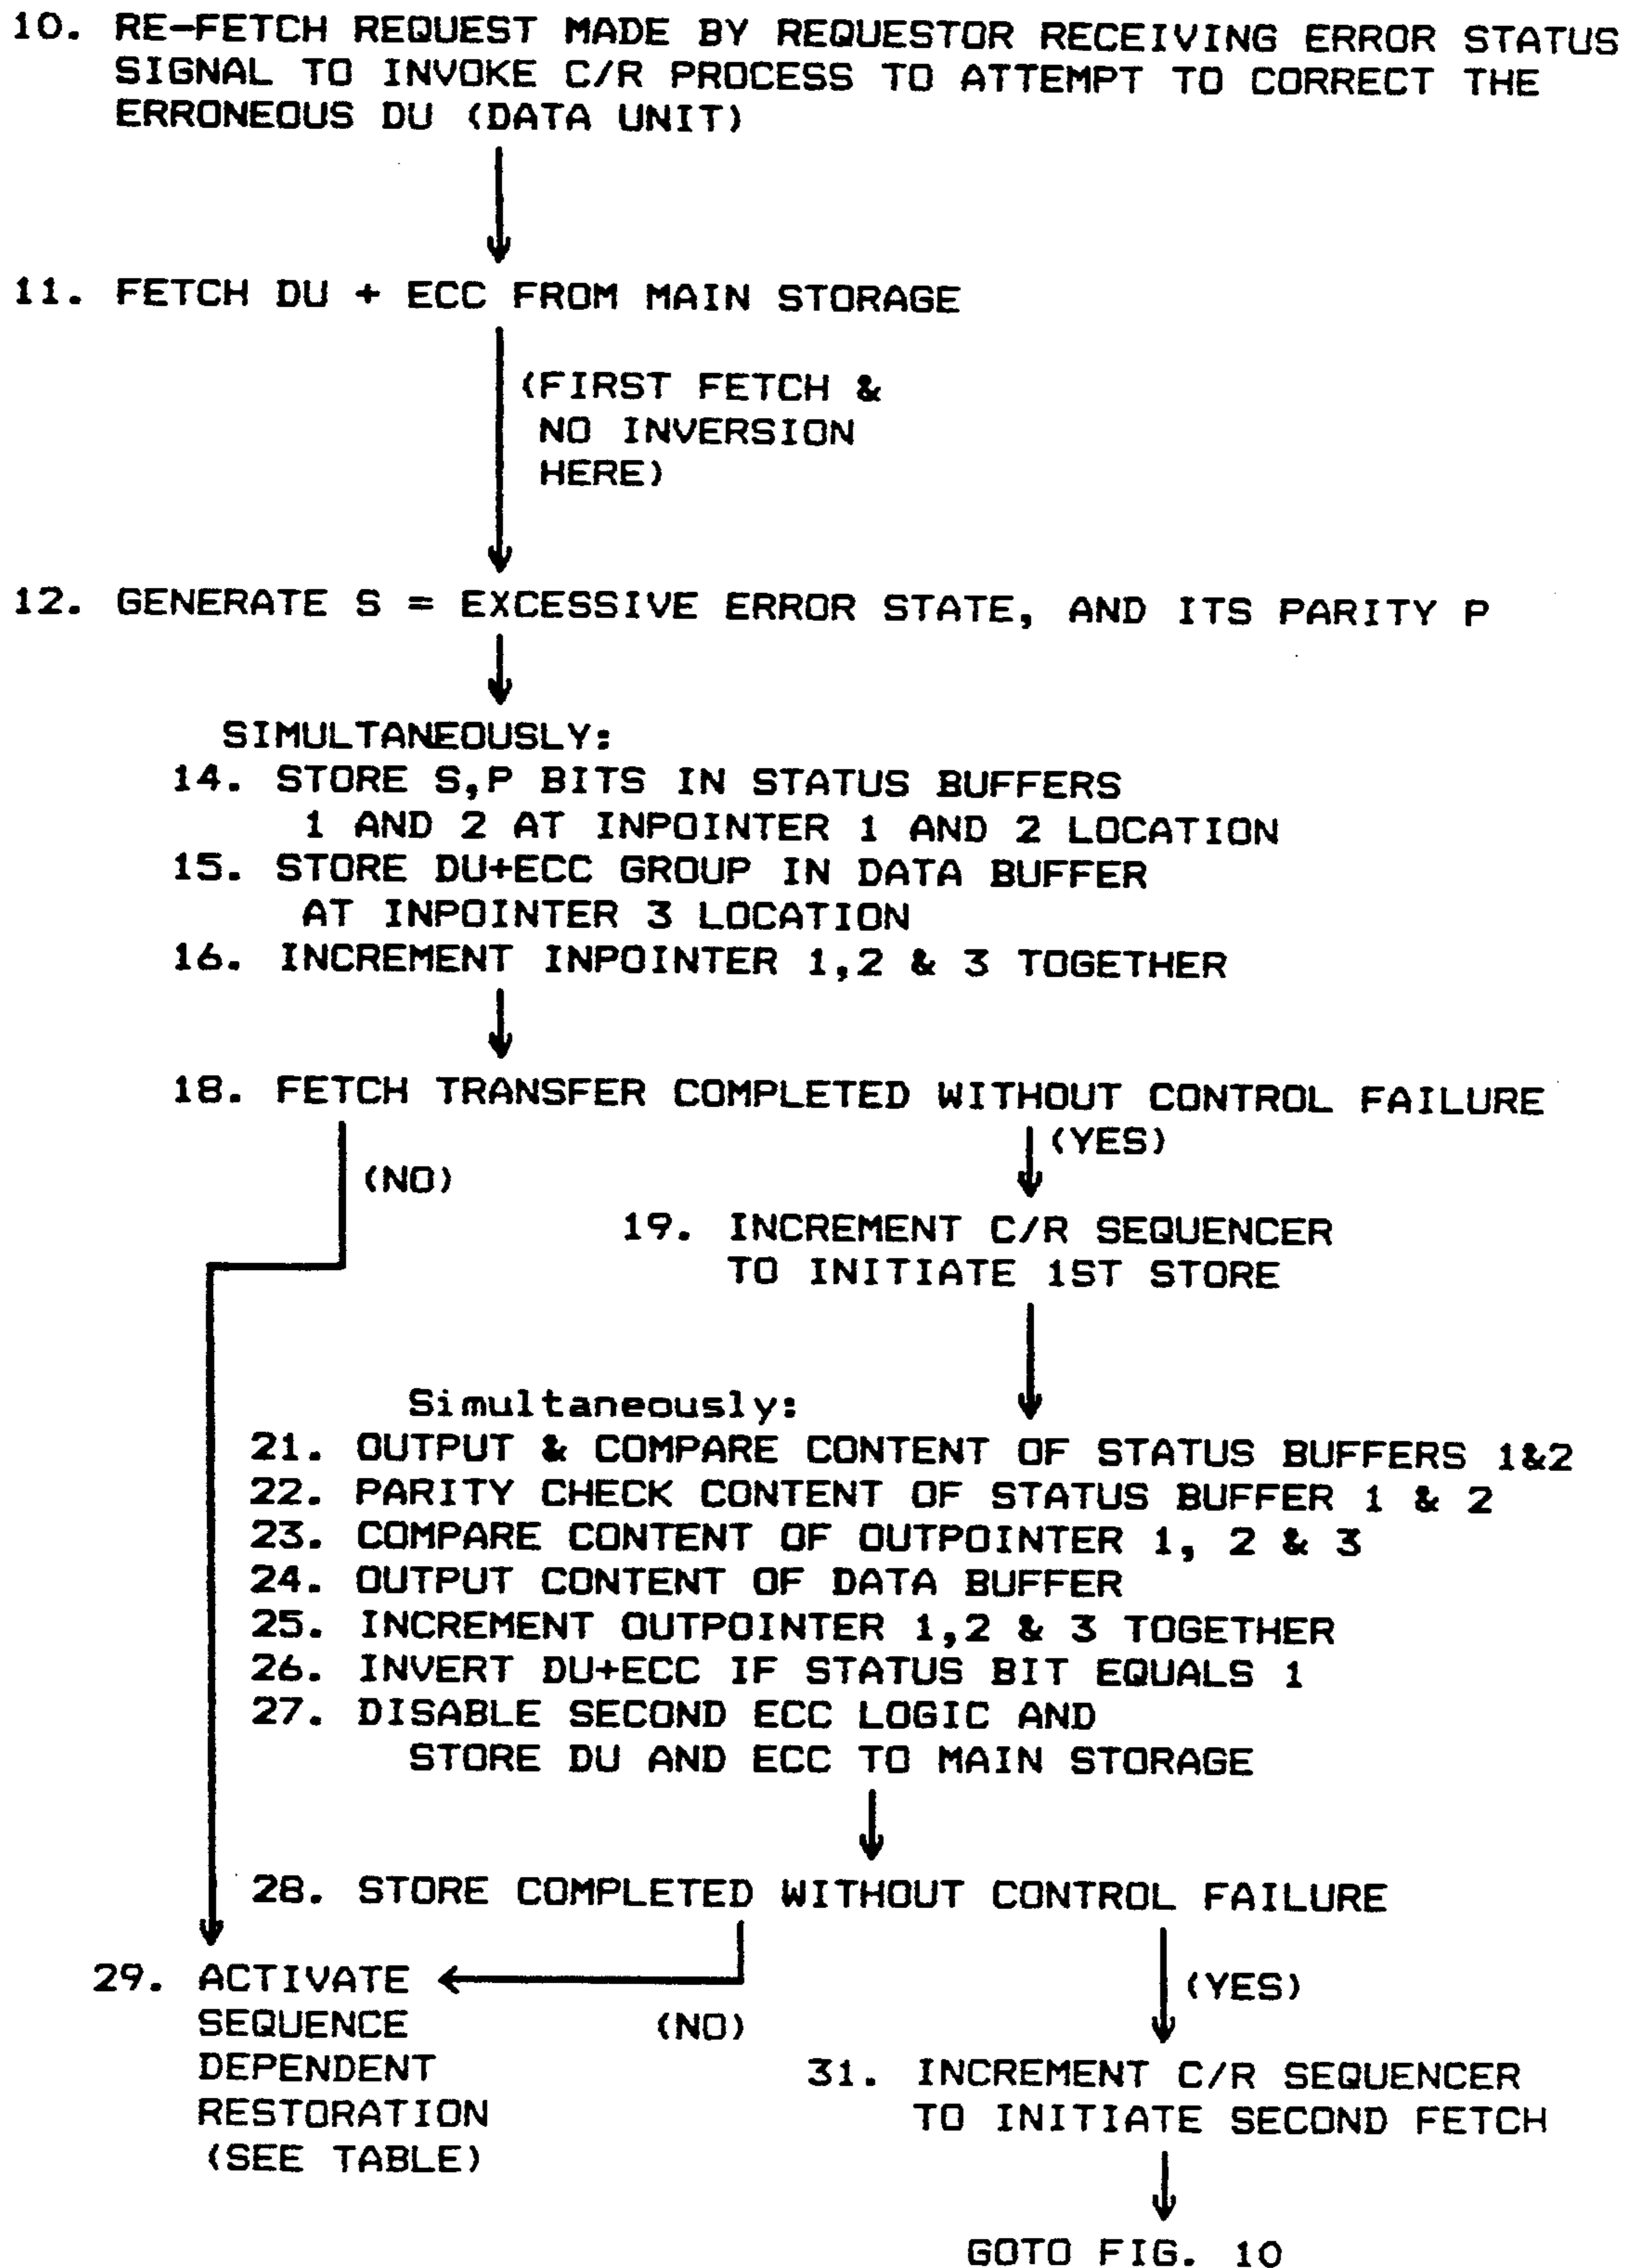 10. RE-FETCH REQUEST MADE BY REQUESTOR RECEIVING ERROR STATUS
SIGNAL TO INVOKE C/R PROCESS TO ATTEMPT TO CORRECT THE
ERRONEOUS DU (DATA UNIT)
11. FETCH DU + ECC FROM MAIN STORAGE
(FIRST FETCH &
NO INVERSION
HERE)
12. GENERATE S = EXCESSIVE ERROR STATE, AND ITS PARITY P
SIMULTANEOUSLY:
14. STORE S,P BITS IN STATUS BUFFERS
1 AND 2 AT INPOINTER 1 AND 2 LOCATION
15. STORE DU+ECC GROUP IN DATA BUFFER
AT INPOINTER 3 LOCATION
16. INCREMENT INPOINTER 1,2 & 3 TOGETHER
18. FETCH TRANSFER COMPLETED WITHOUT CONTROL FAILURE
(YES)
(NO)
19. INCREMENT C/R SEQUENCER
TO INITIATE 1ST STORE
Simultaneously:
21. OUTPUT & COMPARE CONTENT OF STATUS BUFFERS 1&2
22. PARITY CHECK CONTENT OF STATUS BUFFER 1 & 2
23. COMPARE CONTENT OF OUTPOINTER 1, 2 & 3
24. OUTPUT CONTENT OF DATA BUFFER
25. INCREMENT OUTPOINTER 1,2 & 3 TOGETHER
26. INVERT DU+ECC IF STATUS BIT EQUALS 1
27. DISABLE SECOND ECC LOGIC AND
STORE DU AND ECC TO MAIN STORAGE
28. STORE COMPLETED WITHOUT CONTROL FAILURE
29. ACTIVATE
SEQUENCE
DEPENDENT
RESTORATION
(SEE TABLE)
(NO)
(YES)
31. INCREMENT C/R SEQUENCER
TO INITIATE SECOND FETCH
GOTO FIG. 10